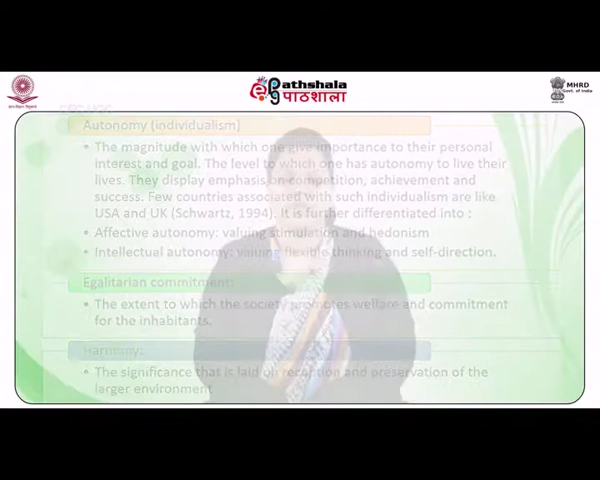 Pathshala
पाठशाला
MHRD
Govt. of India
Autonomy (individualism)
• The magnitude with which one give importance to their personal
interest and goal. The level to which one has autonomy to live their
lives. They display emphasis on competition, achievement and
success. Few countries associated with such individualism are like
USA and UK (Schwartz, 1994). It is further differentiated into :
• Affective autonomy: valuing stimulation and hedonism
• Intellectual autonomy: valuing flexible thinking and self-direction.
Egalitarian commitment:
• The extent to which the society promotes welfare and commitment
for the inhabitants.
Harmony:
• The significance that is laid on reception and preservation of the
larger environment